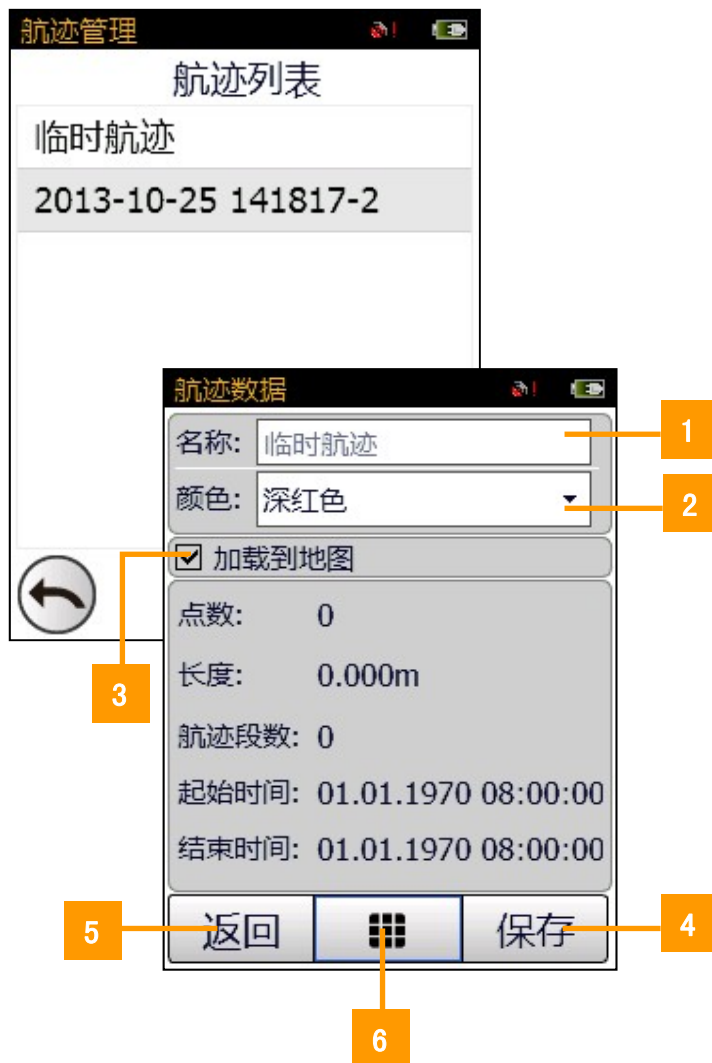 航迹管理
航迹列表
临时航迹
2013-10-25 141817-2
航迹数据
名称: 临时航迹
1
颜色: 深红色
2
加载到地图
3
点数: 0
长度: 0.000m
航迹段数: 0
起始时间: 01.01.1970 08:00:00
结束时间: 01.01.1970 08:00:00
5
返回
保存
4
6